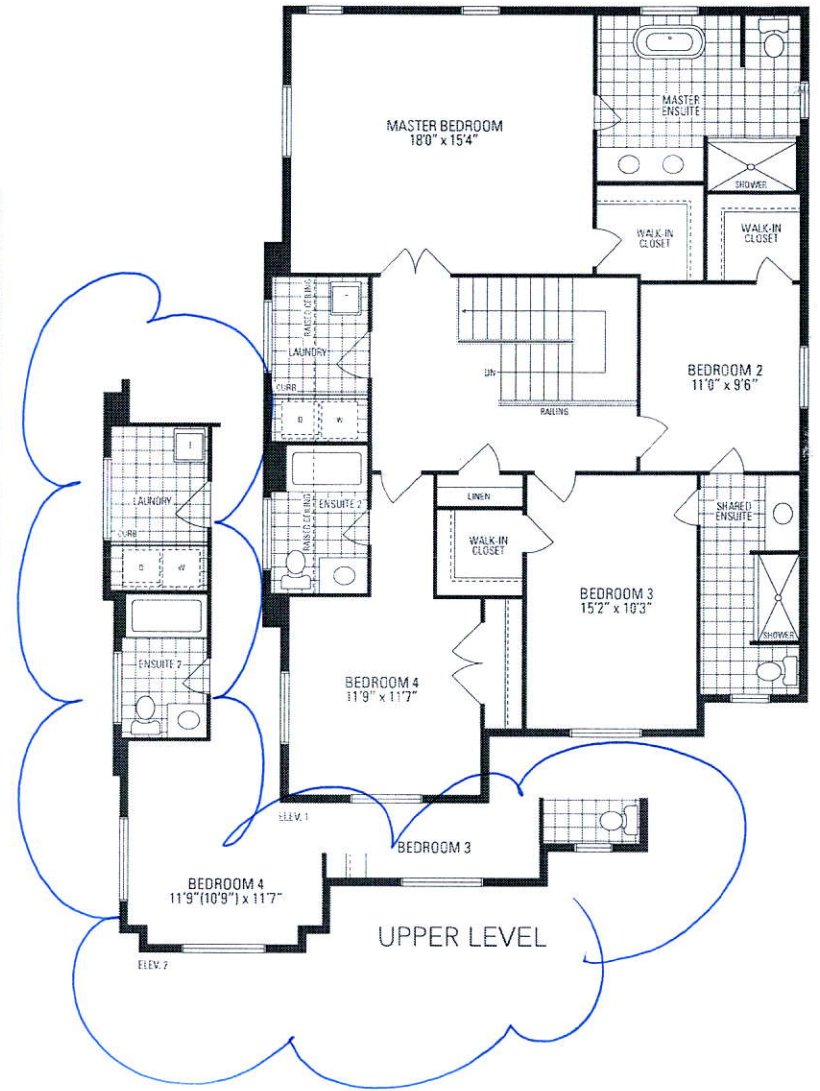 MASTER BEDROOM
18'0" x 15'4"
MASTER
ENSUITE
SHOWER
WALK-IN
CLOSET
WALK-IN
CLOSET
RAISED CEILING
LAUNDRY
CURB
D W
DN
RAILING
BEDROOM 2
11'0" x 9'6"
ENSUITE 2
RAISED CEILING
LINEN
WALK-IN
CLOSET
SHARED
ENSUITE
SHOWER
BEDROOM 3
15'2" x 10'3"
BEDROOM 4
11'9" x 11'7"
ELEV. 1
LAUNDRY
CURB
D W
ENSUITE 2
BEDROOM 3
BEDROOM 4
11'9"(10'9") x 11'7"
ELEV. 2
UPPER LEVEL